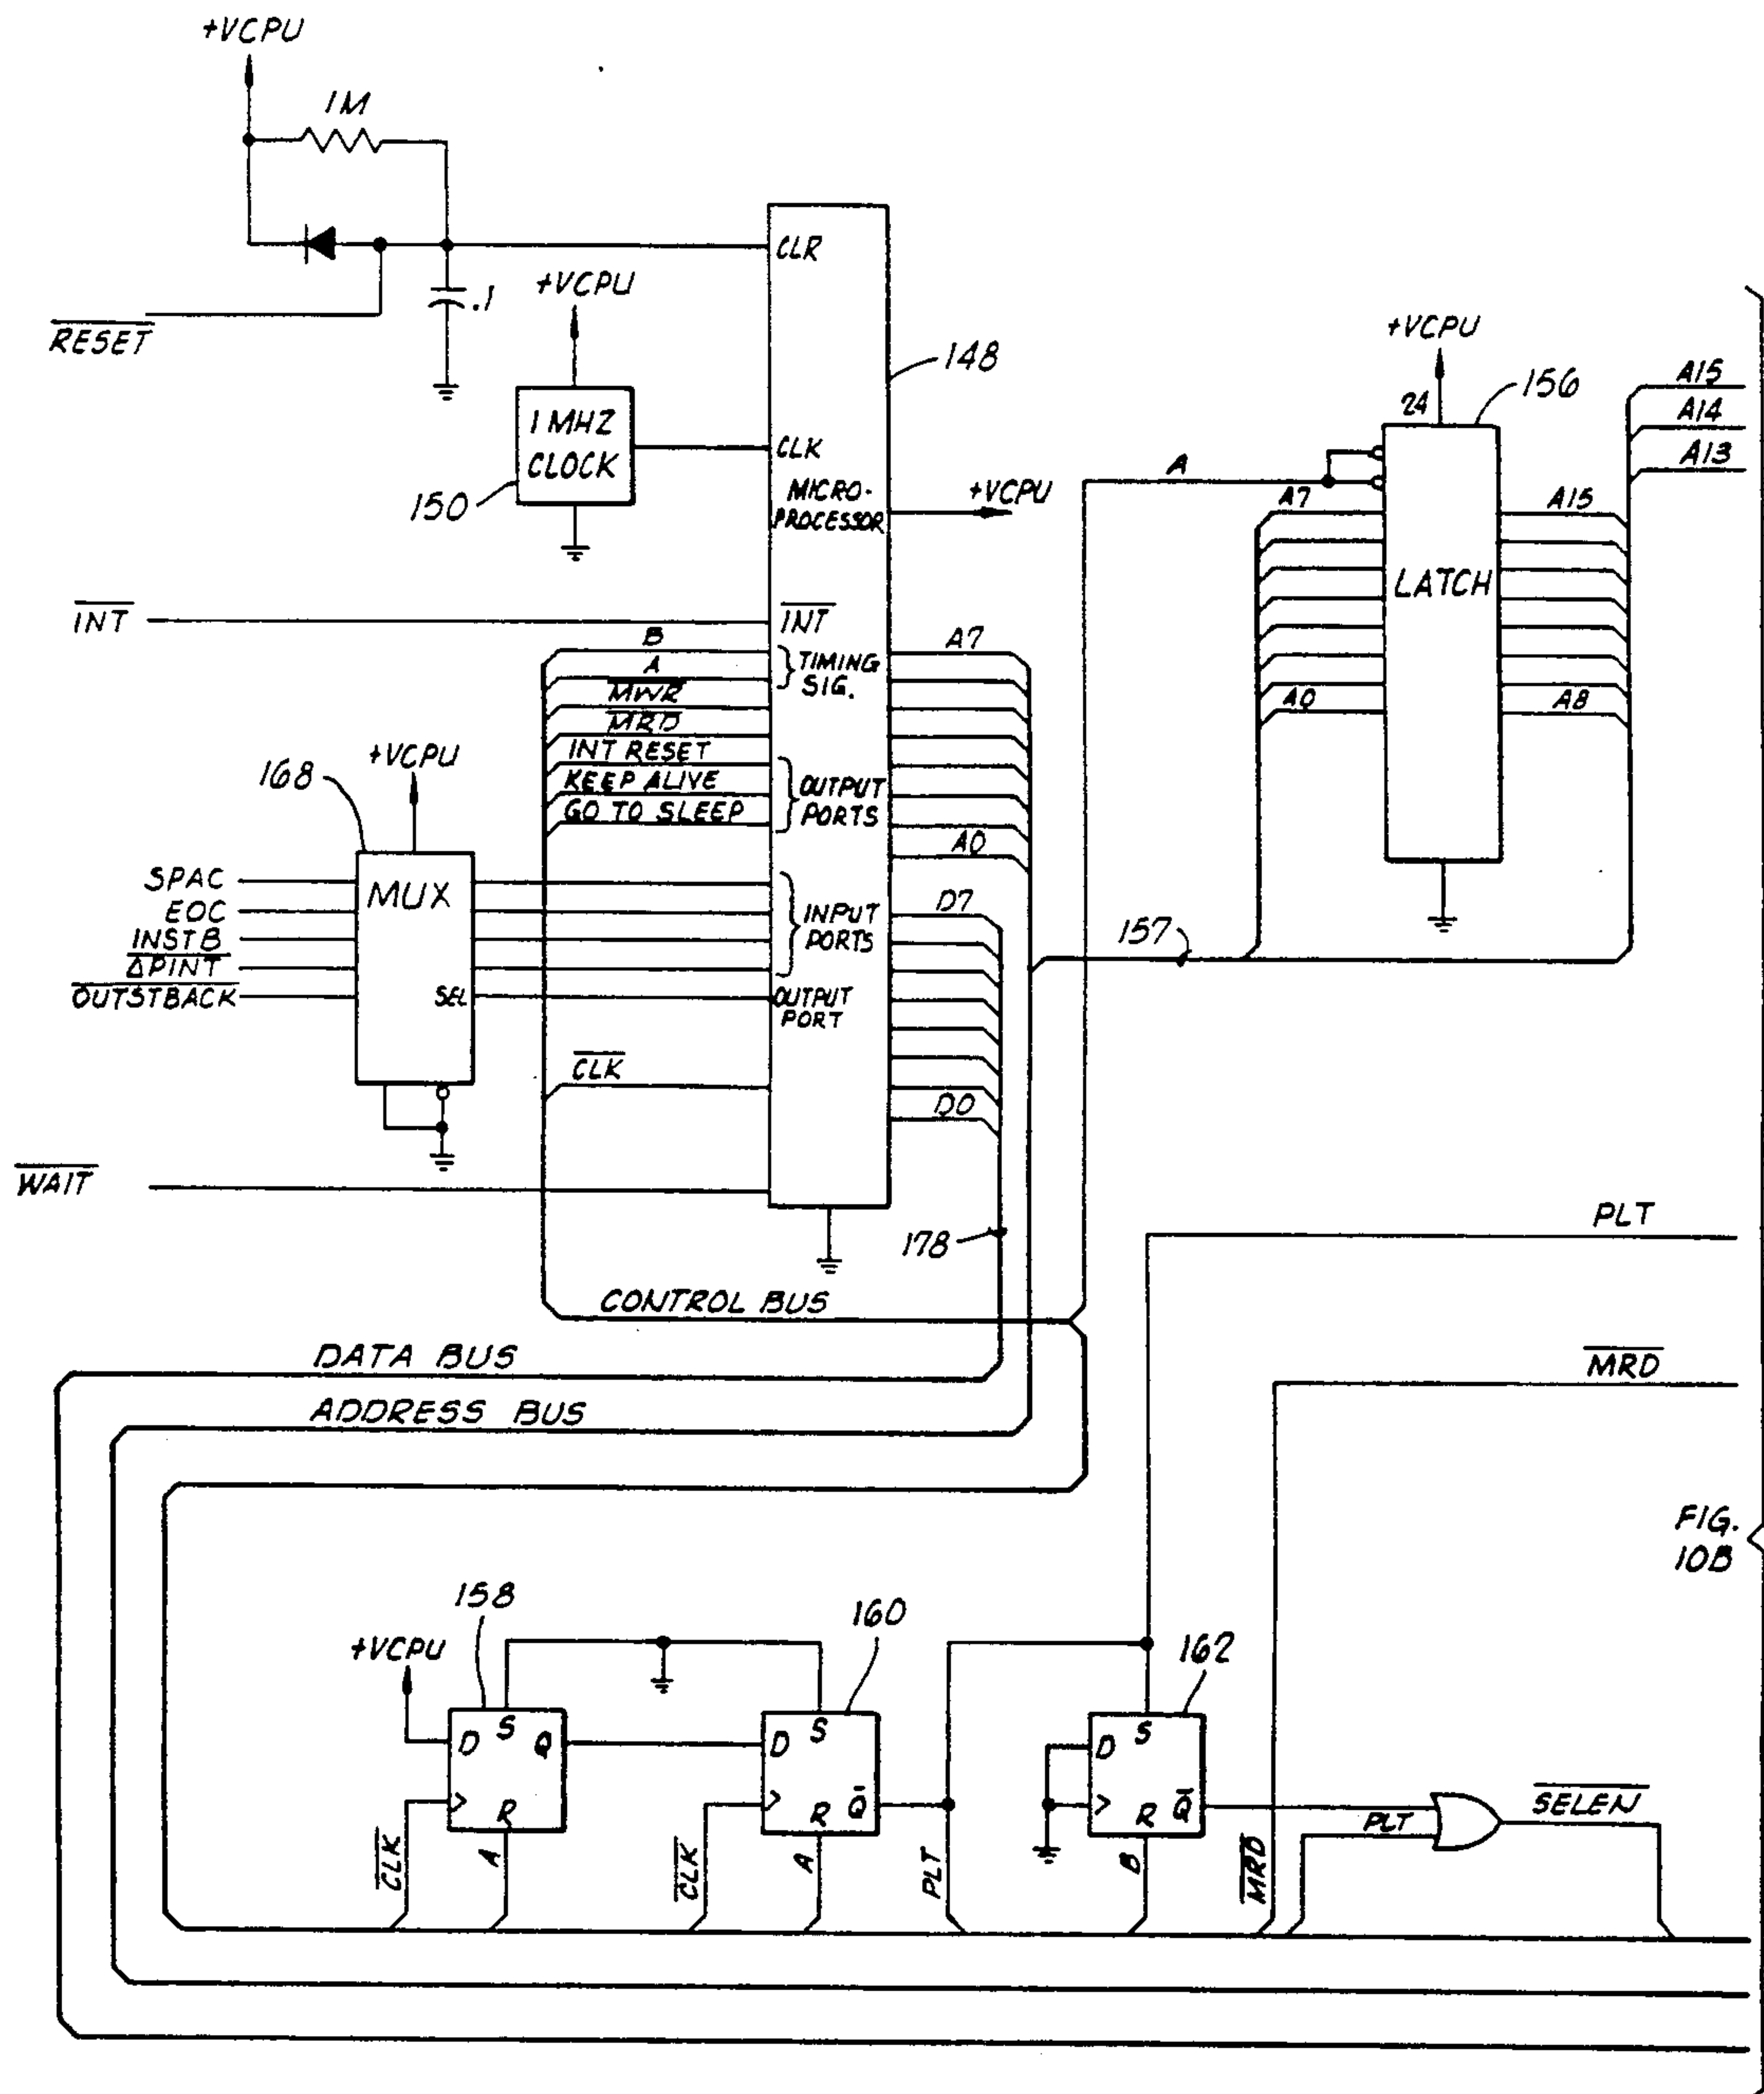 +VCPU
1M
CLR
.1
+VCPU
RESET
148
+VCPU
156
A15
A14
A13
24
1 MHZ
CLOCK
CLK
150
MICRO-
PROCESSOR
+VCPU
A
A7
A15
LATCH
INT
INT
B
A
TIMING
SIG.
A7
MWR
MRD
A0
A8
INT RESET
KEEP ALIVE
GO TO SLEEP
OUTPUT
PORTS
A0
+VCPU
168
MUX
SPAC
EOC
INSTB
ΔPINT
OUTSTBACK
SEL
INPUT
PORTS
OUTPUT
PORT
D7
157
CLK
D0
WAIT
178
PLT
CONTROL BUS
DATA BUS
MRD
ADDRESS BUS
FIG.
10B
158
160
162
+VCPU
D S Q
R
D S
R Q̄
D S
R Q̄
CLK
A
CLK
A
PLT
B
MRD
PLT
SELEN